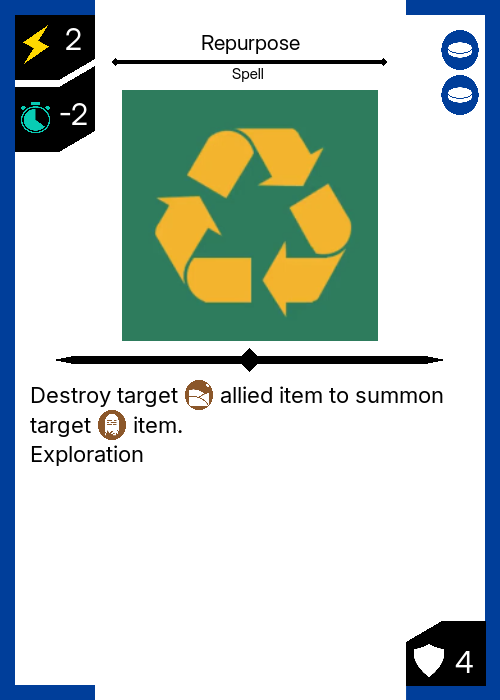 2
Repurpose
Spell
-2
Destroy target allied item to summon
target item.
Exploration
4